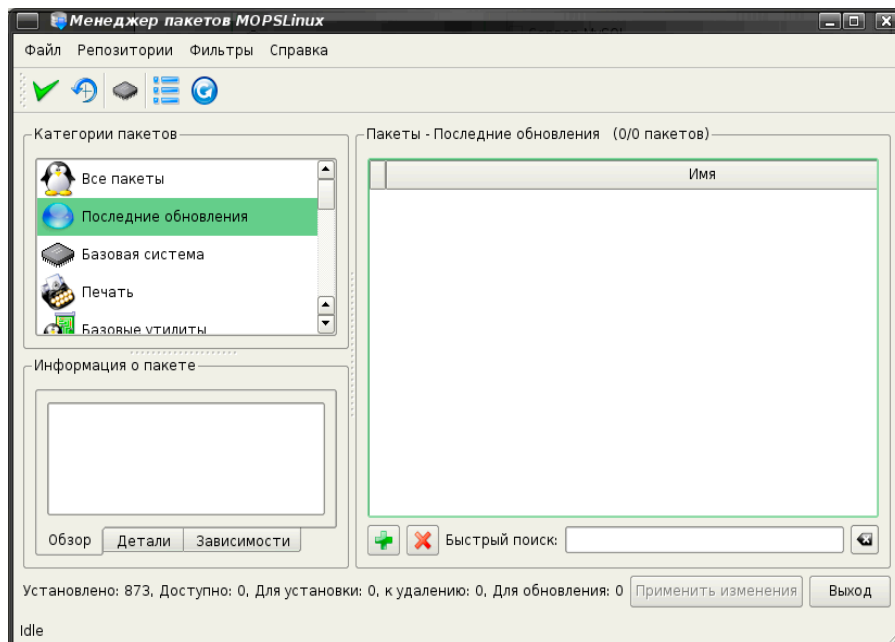 Менеджер пакетов MOPSLinux
Файл Репозитории Фильтры Справка
Категории пакетов
Все пакеты
Последние обновления
Базовая система
Печать
Базовые утилиты
Информация о пакете
Обзор Детали Зависимости
Пакеты - Последние обновления (0/0 пакетов)
Имя
Быстрый поиск:
Установлено: 873, Доступно: 0, Для установки: 0, к удалению: 0, Для обновления: 0 Применить изменения Выход
Idle